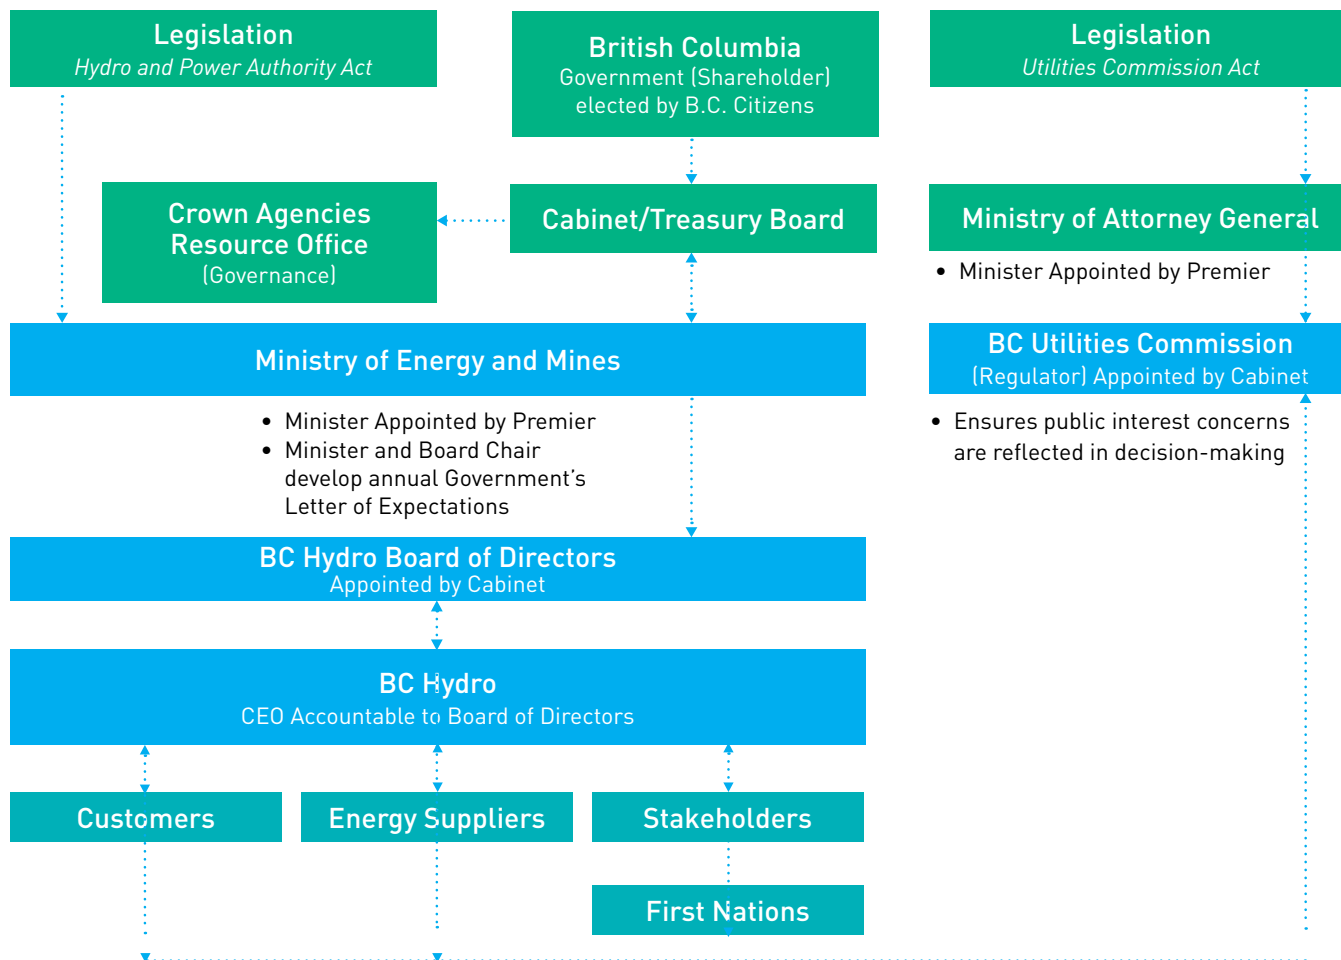 Legislation
Hydro and Power Authority Act
British Columbia
Government (Shareholder)
elected by B.C. Citizens
Legislation
Utilities Commission Act
Crown Agencies
Resource Office
(Governance)
Cabinet/Treasury Board
Ministry of Attorney General
• Minister Appointed by Premier
Ministry of Energy and Mines
BC Utilities Commission
(Regulator) Appointed by Cabinet
• Minister Appointed by Premier
• Minister and Board Chair
develop annual Government’s
Letter of Expectations
• Ensures public interest concerns
are reflected in decision-making
BC Hydro Board of Directors
Appointed by Cabinet
BC Hydro
CEO Accountable to Board of Directors
Customers
Energy Suppliers
Stakeholders
First Nations